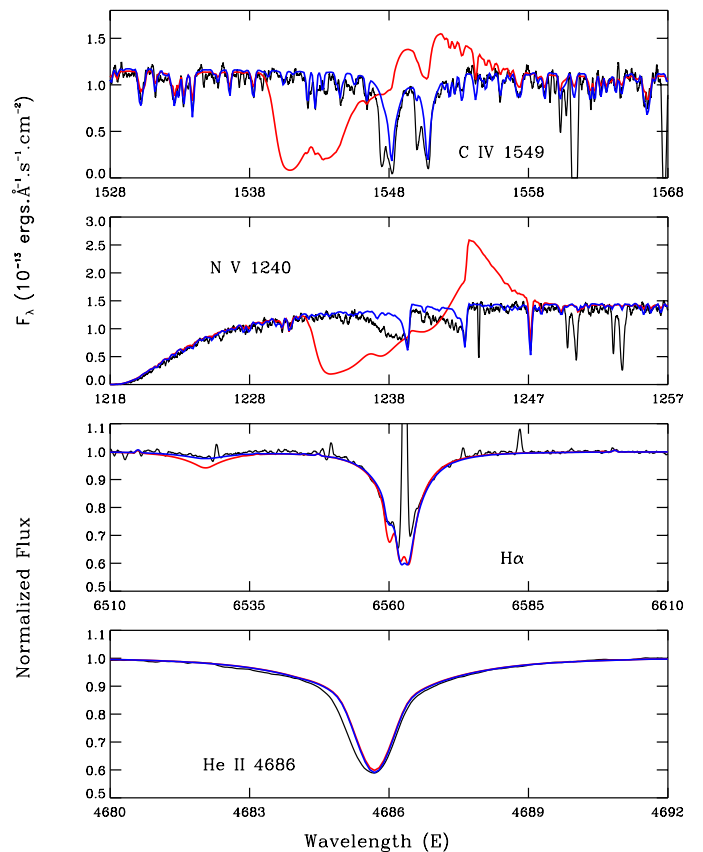 F_λ (10⁻¹³ ergs.Å⁻¹.s⁻¹.cm⁻²)
1.5
1.0
0.5
0.0
C IV 1549
1528 1538 1548 1558 1568
3.0
2.5
2.0
1.5
1.0
0.5
0.0
N V 1240
1218 1228 1238 1247 1257
Normalized Flux
1.1
1.0
0.9
0.8
0.7
0.6
0.5
Hα
6510 6535 6560 6585 6610
1.1
1.0
0.9
0.8
0.7
0.6
0.5
He II 4686
4680 4683 4686 4689 4692
Wavelength (E)